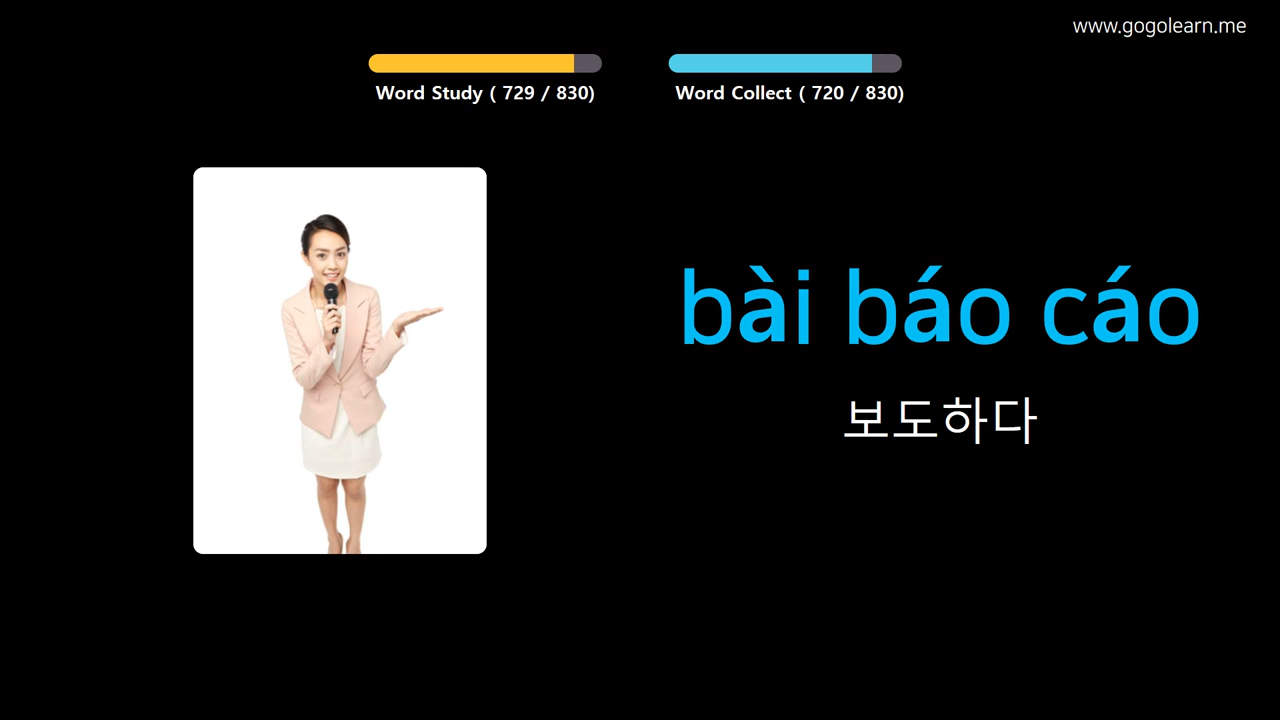 www.gogolearn.me
Word Study ( 729 / 830)
Word Collect ( 720 / 830)
bài báo cáo
보도하다